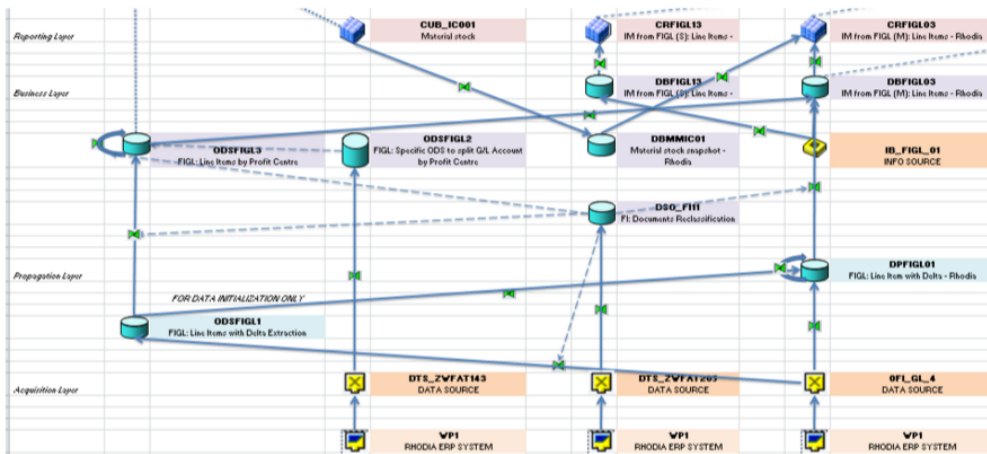 CUB_IC001
Material stock
CRFIGL13
IM from FIGL (S): Line Items -
CRFIGL03
IM from FIGL (M): Line Items - Rhodia
Reporting Layer
DBFIGL13
IM from FIGL (S): Line Items -
DBFIGL03
IM from FIGL (M): Line Items - Rhodia
Business Layer
ODSFIGL3
FIGL: Line Items by Profit Centre
ODSFIGL2
FIGL: Specific ODS to split G/L Account
by Profit Centre
DBMMIC01
Material stock snapshot -
Rhodia
IB_FIGL_01
INFO SOURCE
DSO_FI11
FI: Documents Reclassification
Propagation Layer
DPFIGL01
FIGL: Line Item with Delta - Rhodia
FOR DATA INITIALIZATION ONLY
ODSFIGL1
FIGL: Line Items with Delta Extraction
Acquisition Layer
DTS_ZWFAT143
DATA SOURCE
DTS_ZWFAT205
DATA SOURCE
0FI_GL_4
DATA SOURCE
WP1
RHODIA ERP SYSTEM
WP1
RHODIA ERP SYSTEM
WP1
RHODIA ERP SYSTEM